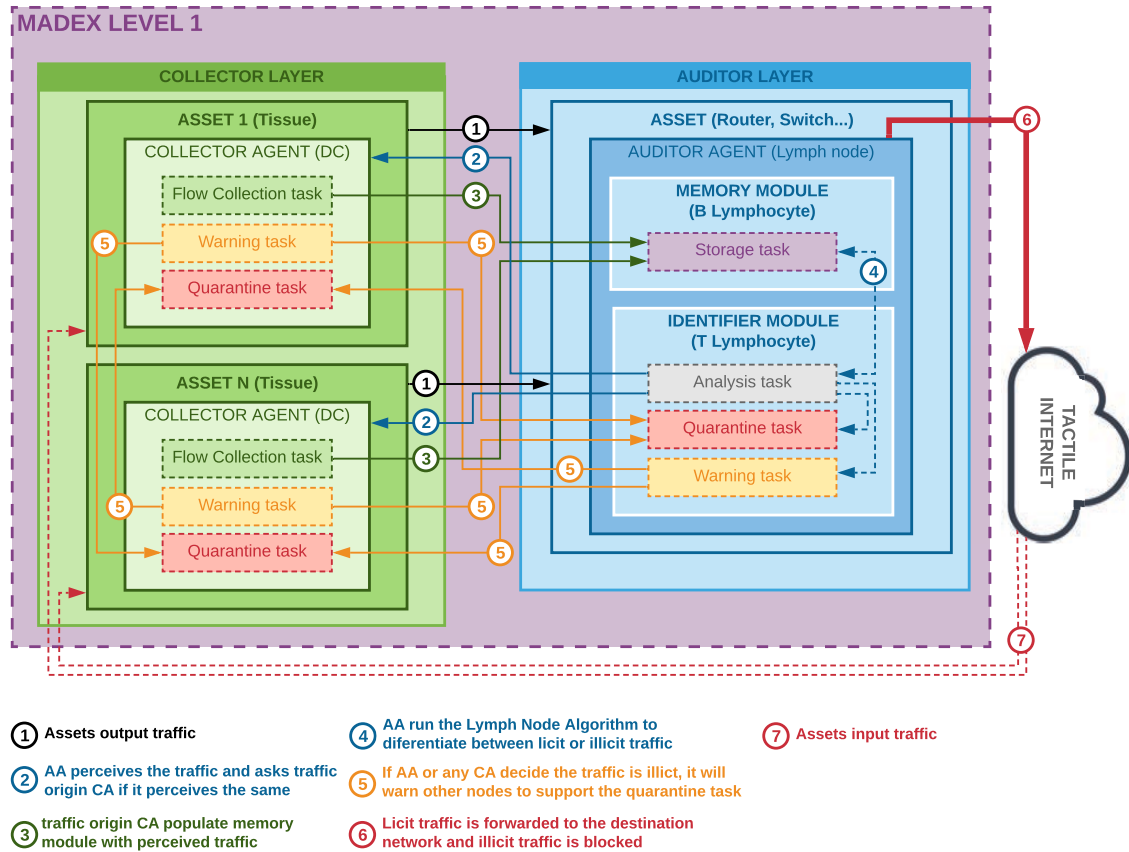 MADEX LEVEL 1
COLLECTOR LAYER
ASSET 1 (Tissue)
COLLECTOR AGENT (DC)
Flow Collection task
Warning task
Quarantine task
5
ASSET N (Tissue)
COLLECTOR AGENT (DC)
Flow Collection task
Warning task
Quarantine task
5
1
2
3
5
1
2
3
5
5
5
AUDITOR LAYER
ASSET (Router, Switch...)
AUDITOR AGENT (Lymph node)
MEMORY MODULE
(B Lymphocyte)
Storage task
4
IDENTIFIER MODULE
(T Lymphocyte)
Analysis task
Quarantine task
Warning task
6
TACTILE
INTERNET
7
1 Assets output traffic
2 AA perceives the traffic and asks traffic
origin CA if it perceives the same
3 traffic origin CA populate memory
module with perceived traffic
4 AA run the Lymph Node Algorithm to
diferentiate between licit or illicit traffic
5 If AA or any CA decide the traffic is illict, it will
warn other nodes to support the quarantine task
6 Licit traffic is forwarded to the destination
network and illicit traffic is blocked
7 Assets input traffic